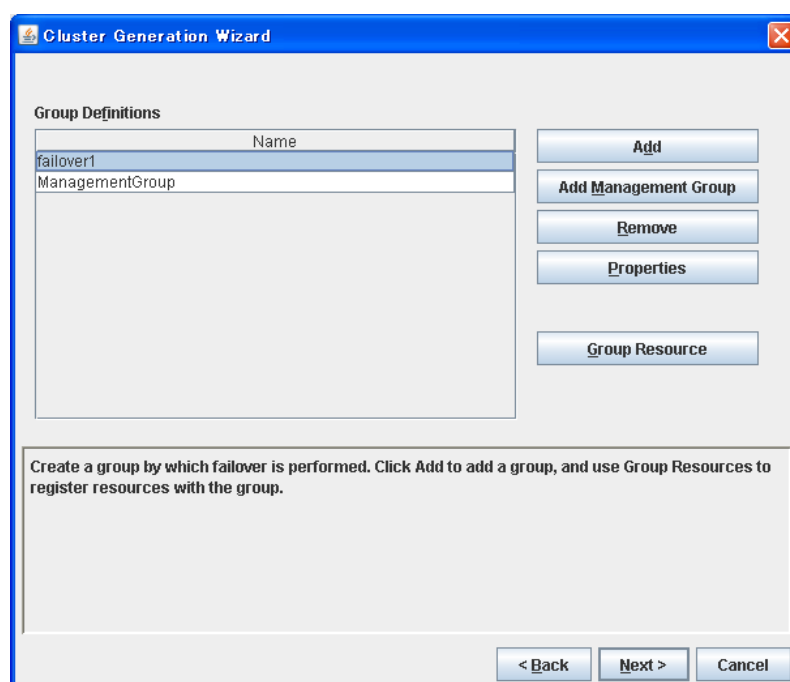 Cluster Generation Wizard
Group Definitions
Name
failover1
ManagementGroup
Add
Add Management Group
Remove
Properties
Group Resource
Create a group by which failover is performed. Click Add to add a group, and use Group Resources to
register resources with the group.
< Back
Next >
Cancel